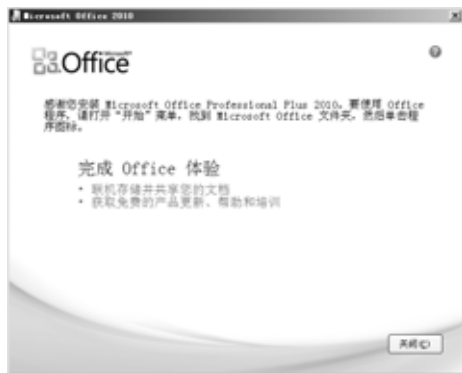 Microsoft Office 2010
Microsoft
Office
感谢您安装 Microsoft Office Professional Plus 2010。要使用 Office
程序，请打开“开始”菜单，找到 Microsoft Office 文件夹，然后单击程
序图标。
完成 Office 体验
• 联机存储并共享您的文档
• 获取免费的产品更新、帮助和培训
关闭(C)